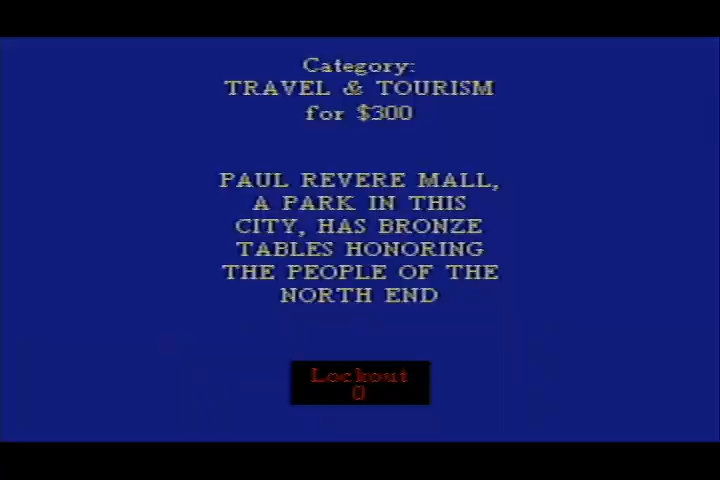 Category:
TRAVEL & TOURISM
for $300
PAUL REVERE MALL,
A PARK IN THIS
CITY, HAS BRONZE
TABLES HONORING
THE PEOPLE OF THE
NORTH END
Lockout
0